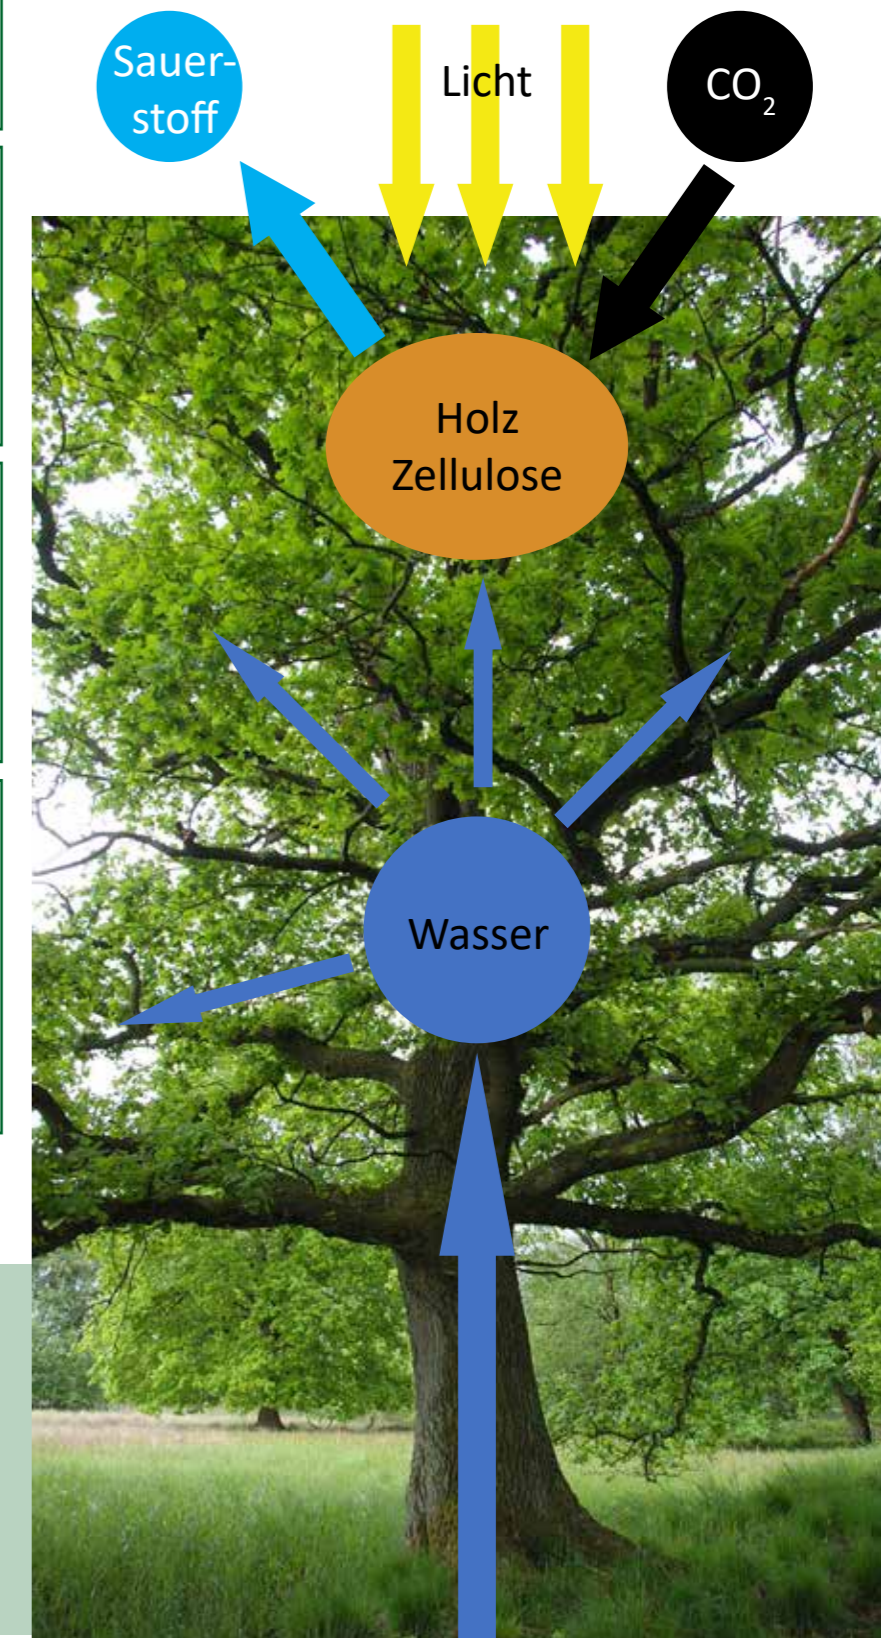 Sauer-
stoff
Licht
CO₂
Holz
Zellulose
Wasser